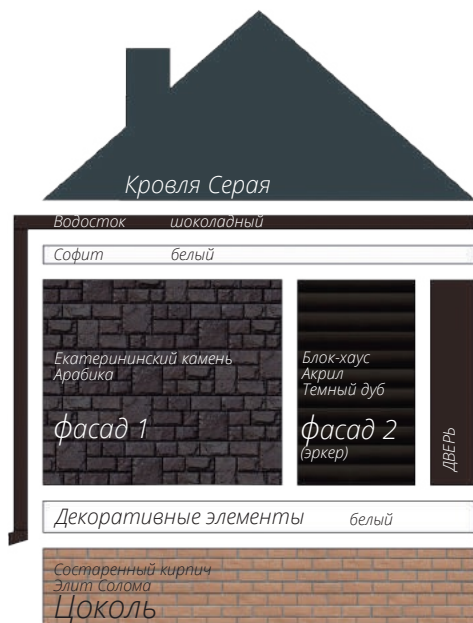 Кровля Серая
Водосток шоколадный
Софит белый
Екатерининский камень
Арабика
фасад 1
Блок-хаус
Акрил
Темный дуб
фасад 2
(эркер)
ДВЕРЬ
Декоративные элементы белый
Состаренный кирпич
Элит Солома
Цоколь